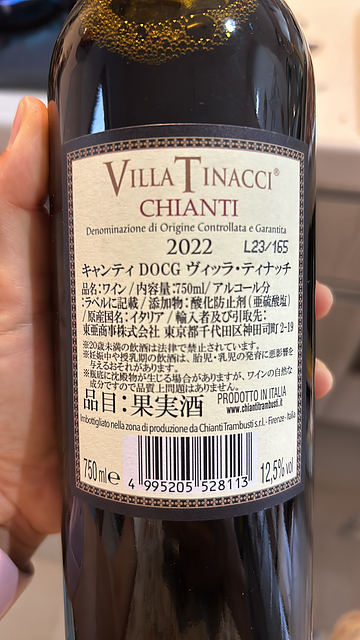 VILLA TINACCI®
CHIANTI
Denominazione di Origine Controllata e Garantita
2022 L23/165
キャンティ DOCG ヴィッラ・ティナッチ
品名:ワイン/内容量:750ml/アルコール分
:ラベルに記載/添加物:酸化防止剤(亜硫酸塩)
/原産国名:イタリア/輸入者及び引取先:
東亜商事株式会社 東京都千代田区神田司町2-19
※20歳未満の飲酒は法律で禁止されています。
※妊娠中や授乳期の飲酒は、胎児・乳児の発育に悪影響を
与えるおそれがあります。
※瓶底に沈殿物が生じる場合がありますが、ワインの自然な
成分ですので品質上問題はありません。
品目:果実酒
PRODOTTO IN ITALIA
www.chiantitrambusti.it
Imbottigliato nella zona di produzione da Chianti Trambusti s.r.l. - Firenze - Italia
750 ml e
4 995205 528113
12,5% vol